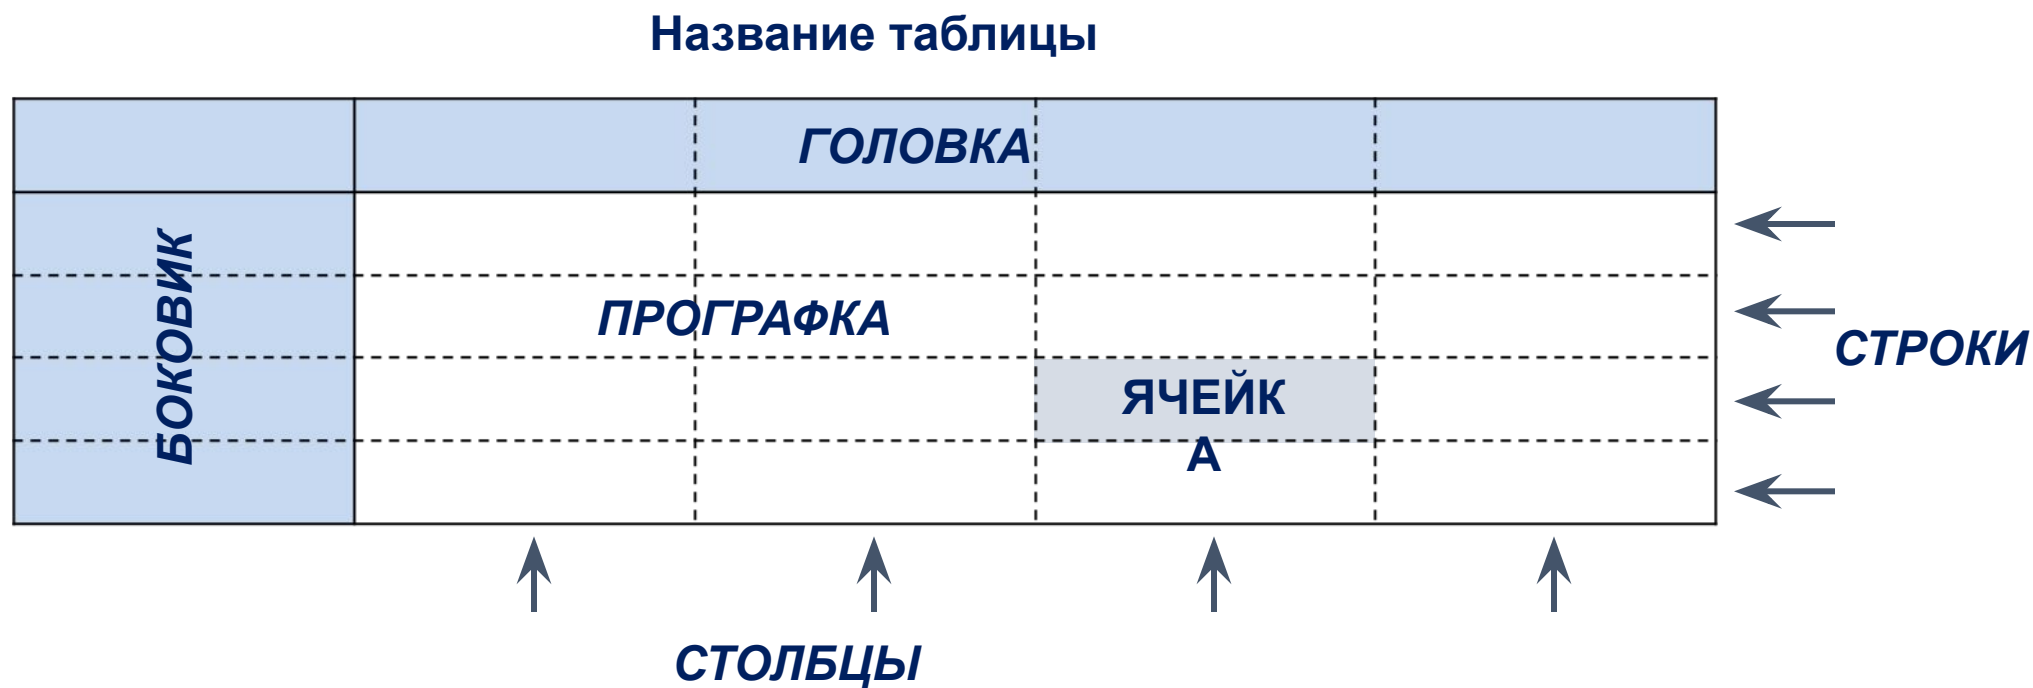 Название таблицы
ГОЛОВКА
БОКОВИК
ПРОГРАФКА
СТРОКИ
ЯЧЕЙК
А
СТОЛБЦЫ